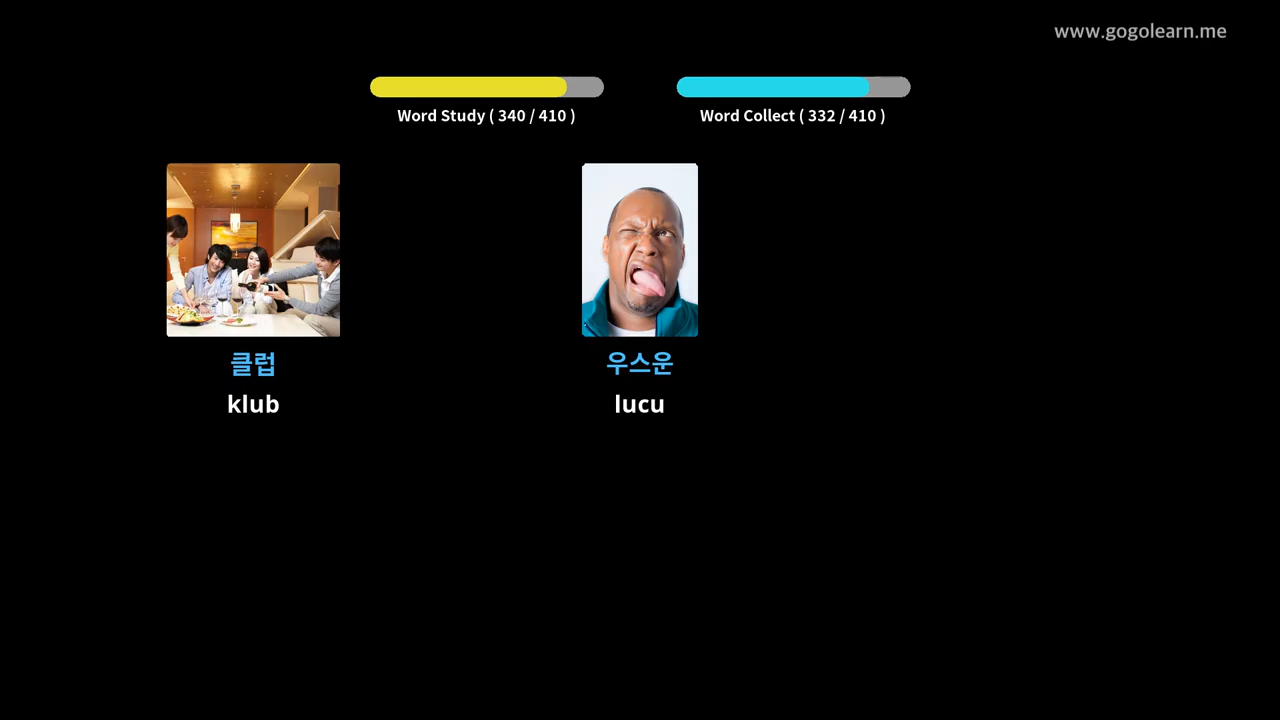 www.gogolearn.me
Word Study ( 340 / 410 )
Word Collect ( 332 / 410 )
클럽
klub
우스운
lucu